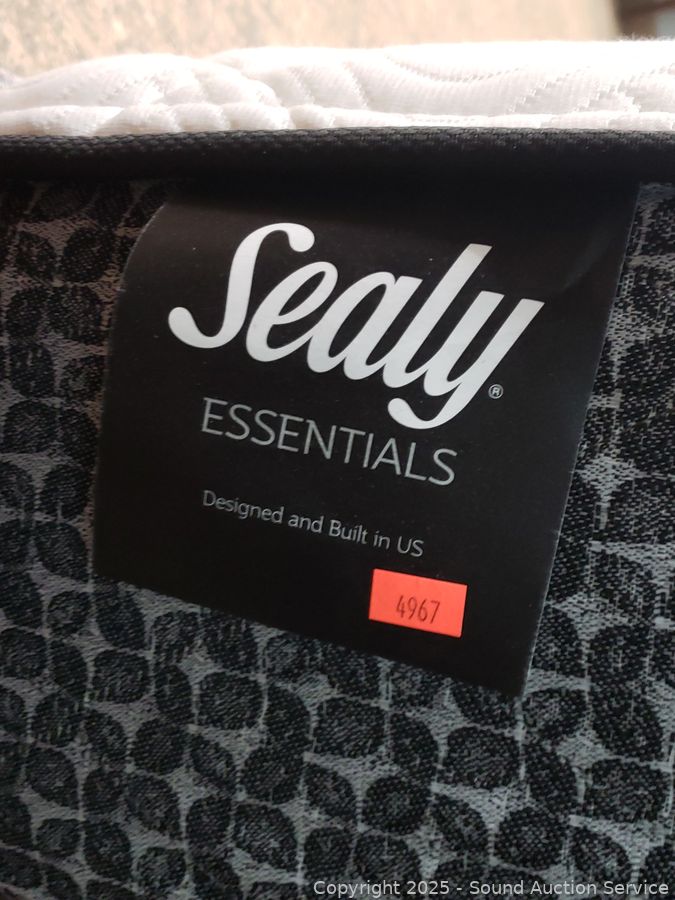 Sealy®
ESSENTIALS
Designed and Built in US
4967
Copyright 2025 - Sound Auction Service